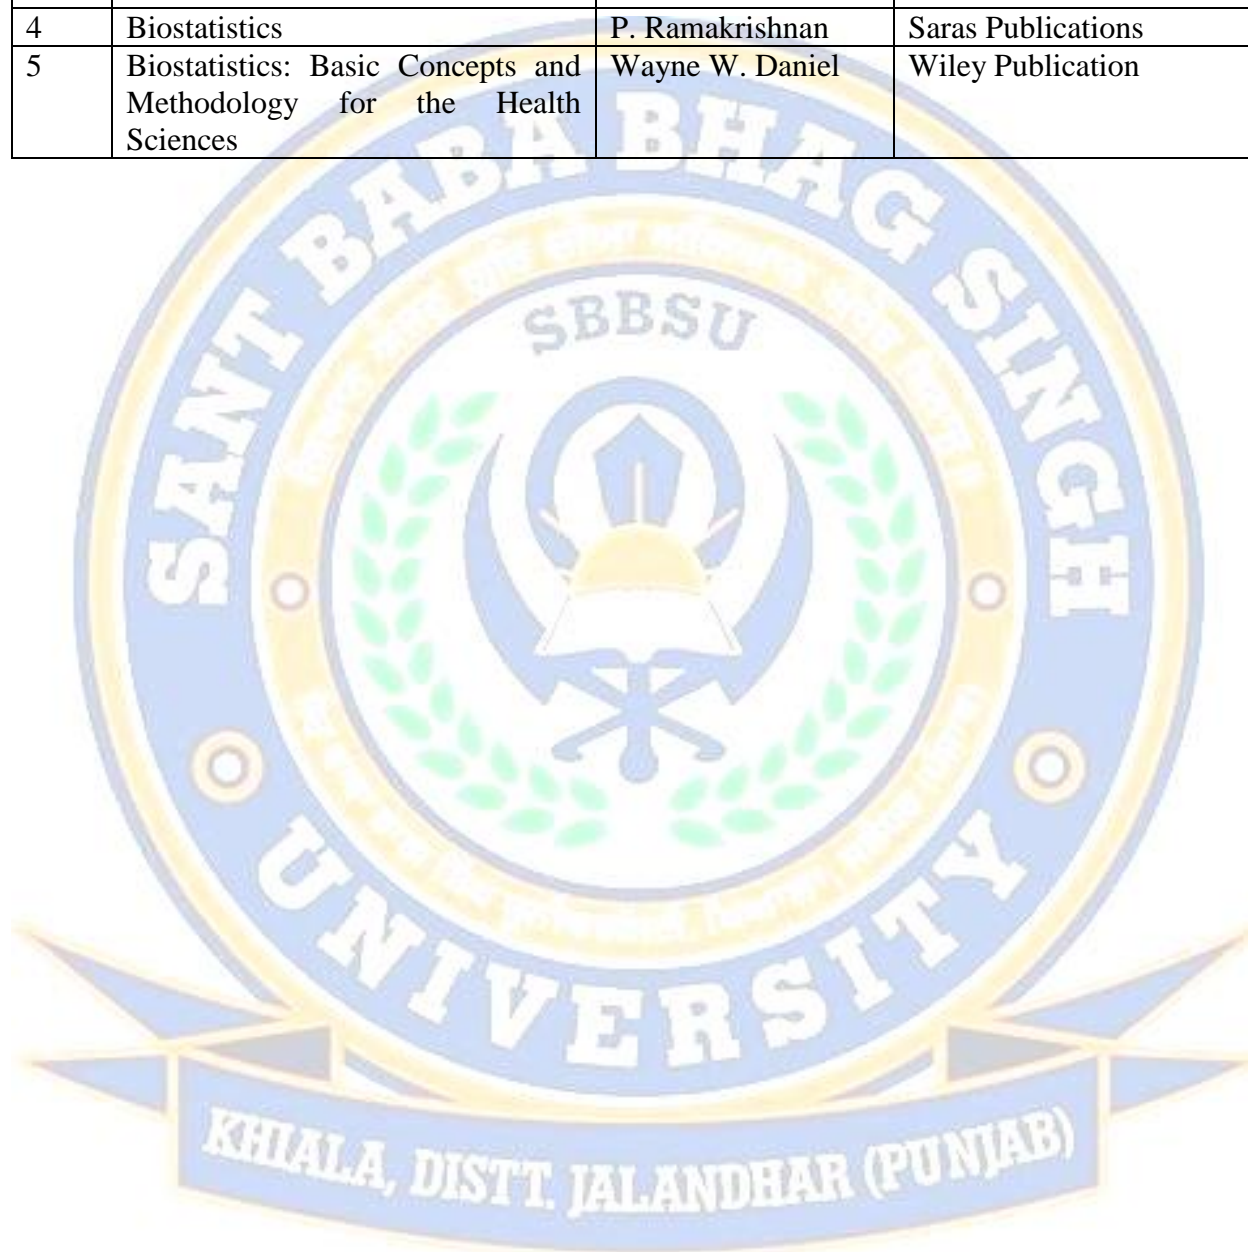 4 Biostatistics P. Ramakrishnan Saras Publications
5 Biostatistics: Basic Concepts and Wayne W. Daniel Wiley Publication
Methodology for the Health
Sciences
SANT BABA BHAG SINGH
SBBSU
UNIVERSITY
KHIALA, DISTT. JALANDHAR (PUNJAB)